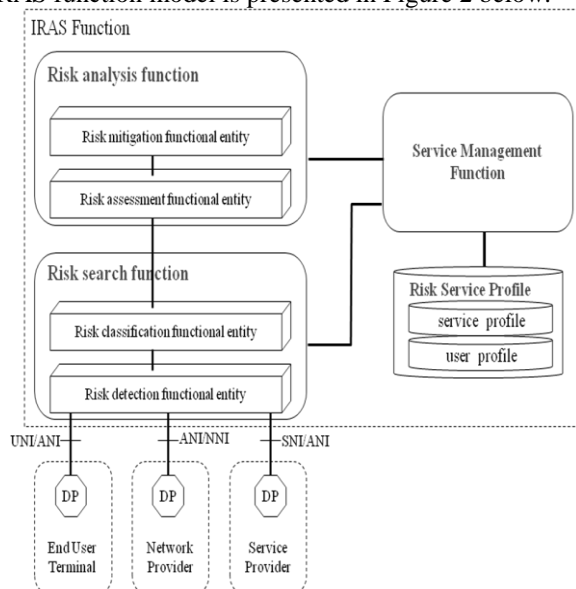 RAS function model is presented in Figure 2 below.
IRAS Function
Risk analysis function
Risk mitigation functional entity
Risk assessment functional entity
Service Management
Function
Risk search function
Risk classification functional entity
Risk detection functional entity
Risk Service Profile
service profile
user profile
UNI/ANI
ANI/NNI
SNI/ANI
DP
DP
DP
End User
Terminal
Network
Provider
Service
Provider